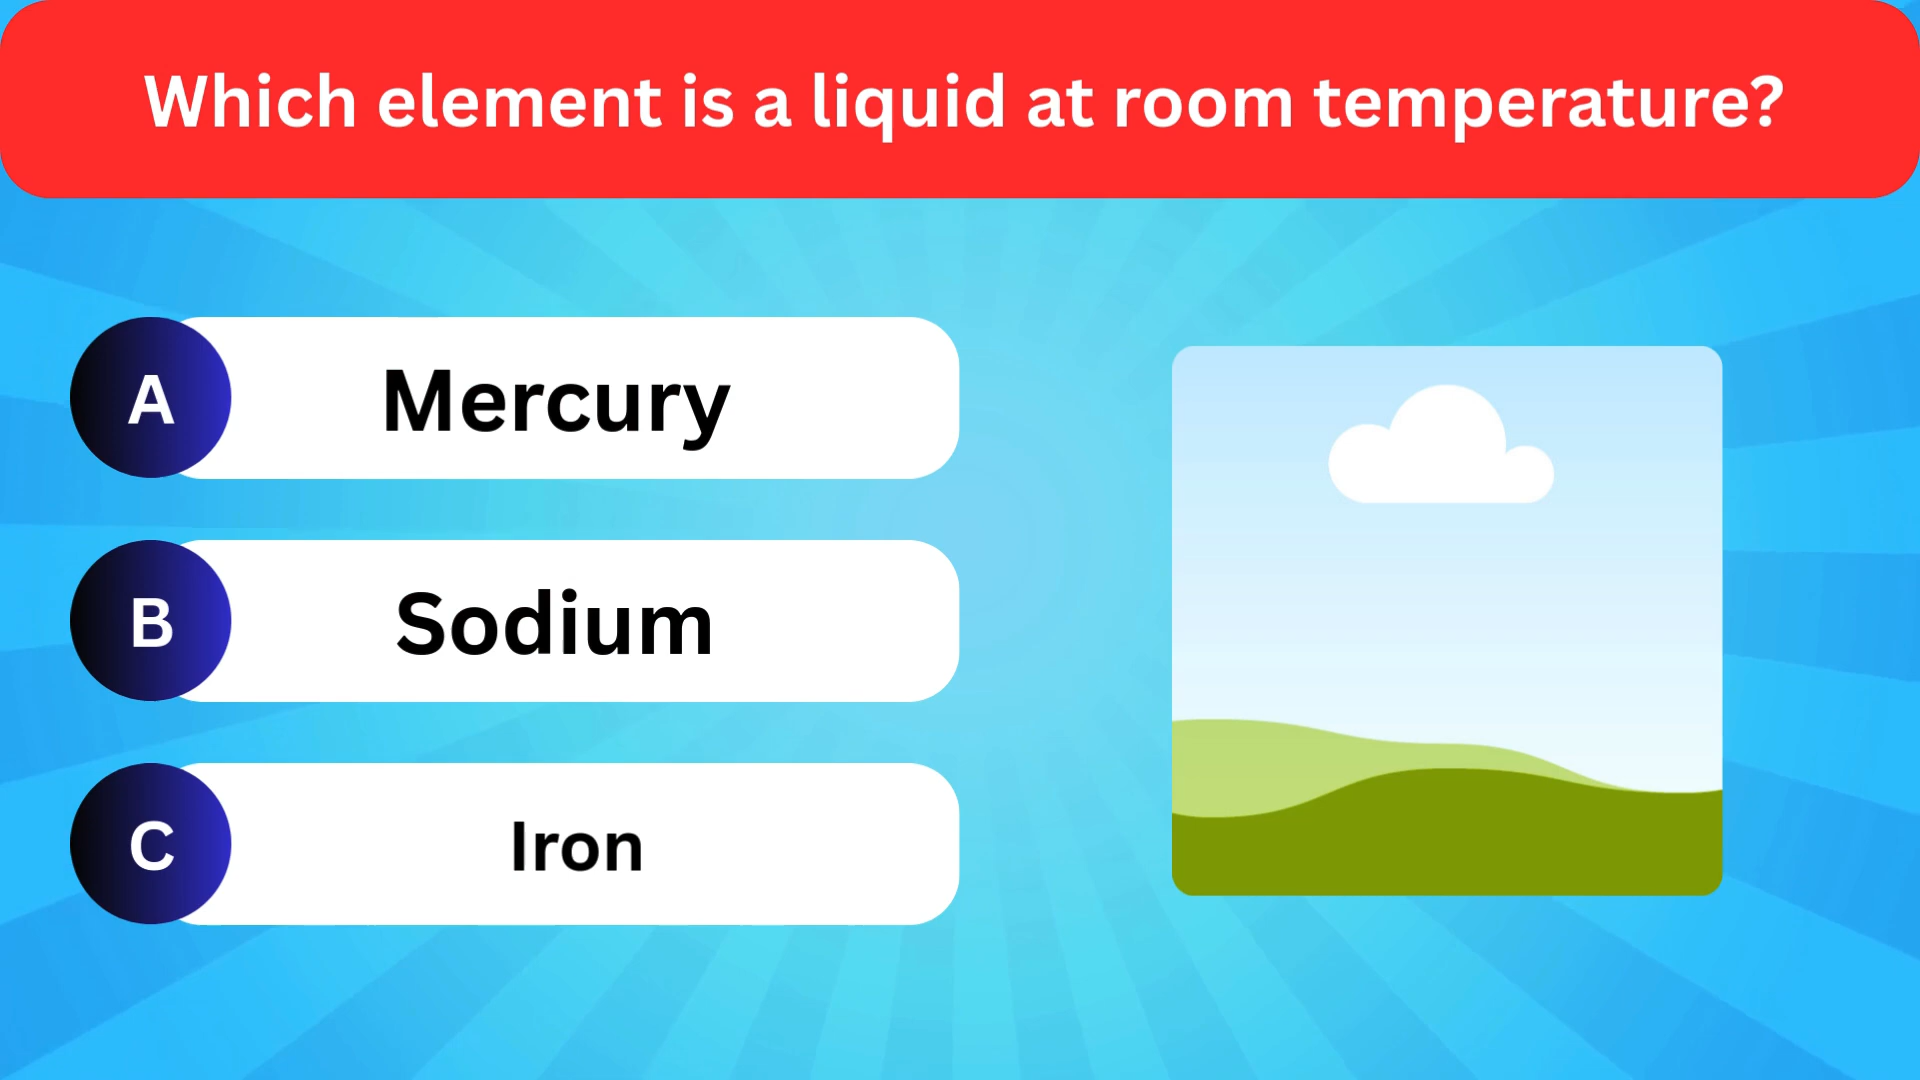 Which element is a liquid at room temperature?
A Mercury
B Sodium
C Iron